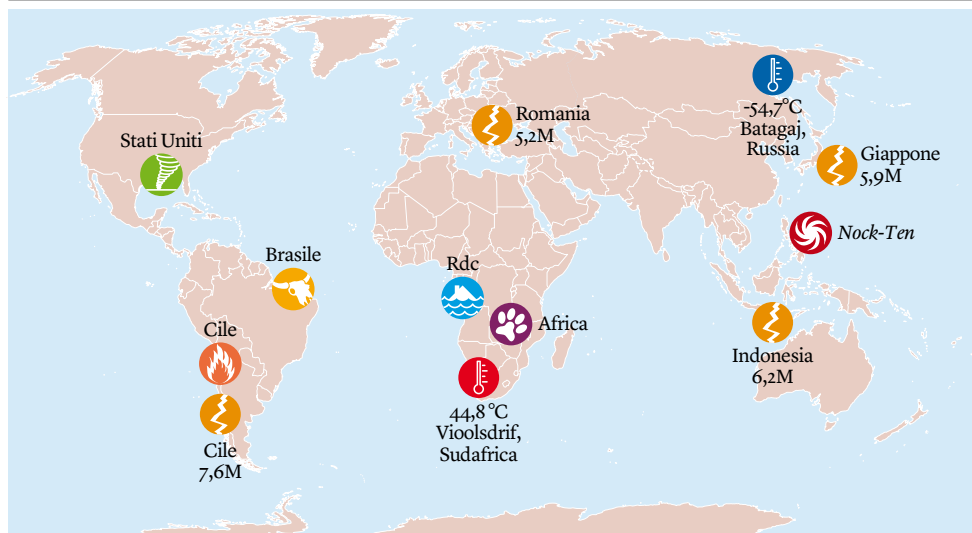 Stati Uniti
Romania
5,2M
-54,7°C
Batagaj,
Russia
Giappone
5,9M
Nock-Ten
Brasile
Rdc
Africa
Cile
Indonesia
6,2M
44,8 °C
Vioolsdrif,
Sudafrica
Cile
7,6M